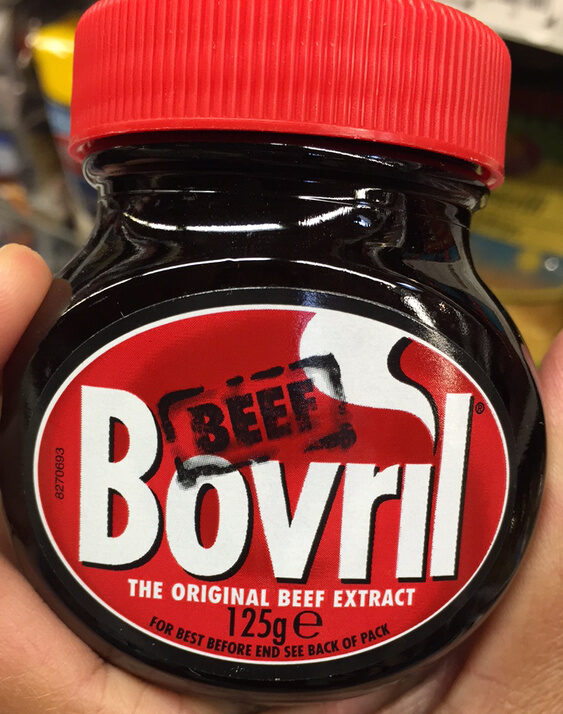 BEEF
Bovril®
8270693
THE ORIGINAL BEEF EXTRACT
125g ℮
FOR BEST BEFORE END SEE BACK OF PACK